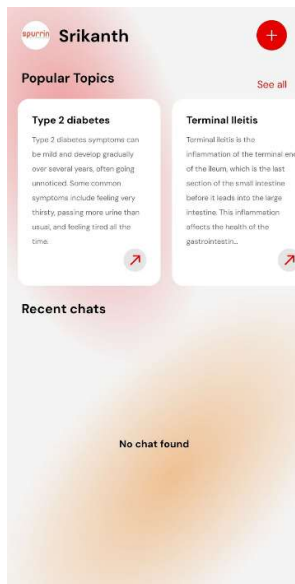 spurrin
Srikanth
+
Popular Topics
See all
Type 2 diabetes
Type 2 diabetes symptoms can
be mild and develop gradually
over several years, often going
unnoticed. Some common
symptoms include feeling very
thirsty, passing more urine than
usual, and feeling tired all the
time.
Terminal Ileitis
Terminal ileitis is the
inflammation of the terminal end
of the ileum, which is the last
section of the small intestine
before it leads into the large
intestine. This inflammation
affects the health of the
gastrointestin...
Recent chats
No chat found